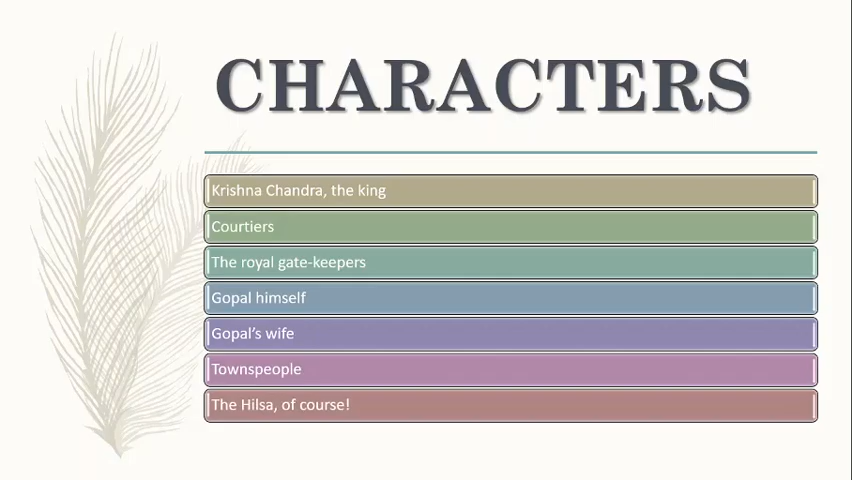 CHARACTERS
Krishna Chandra, the king
Courtiers
The royal gate-keepers
Gopal himself
Gopal’s wife
Townspeople
The Hilsa, of course!